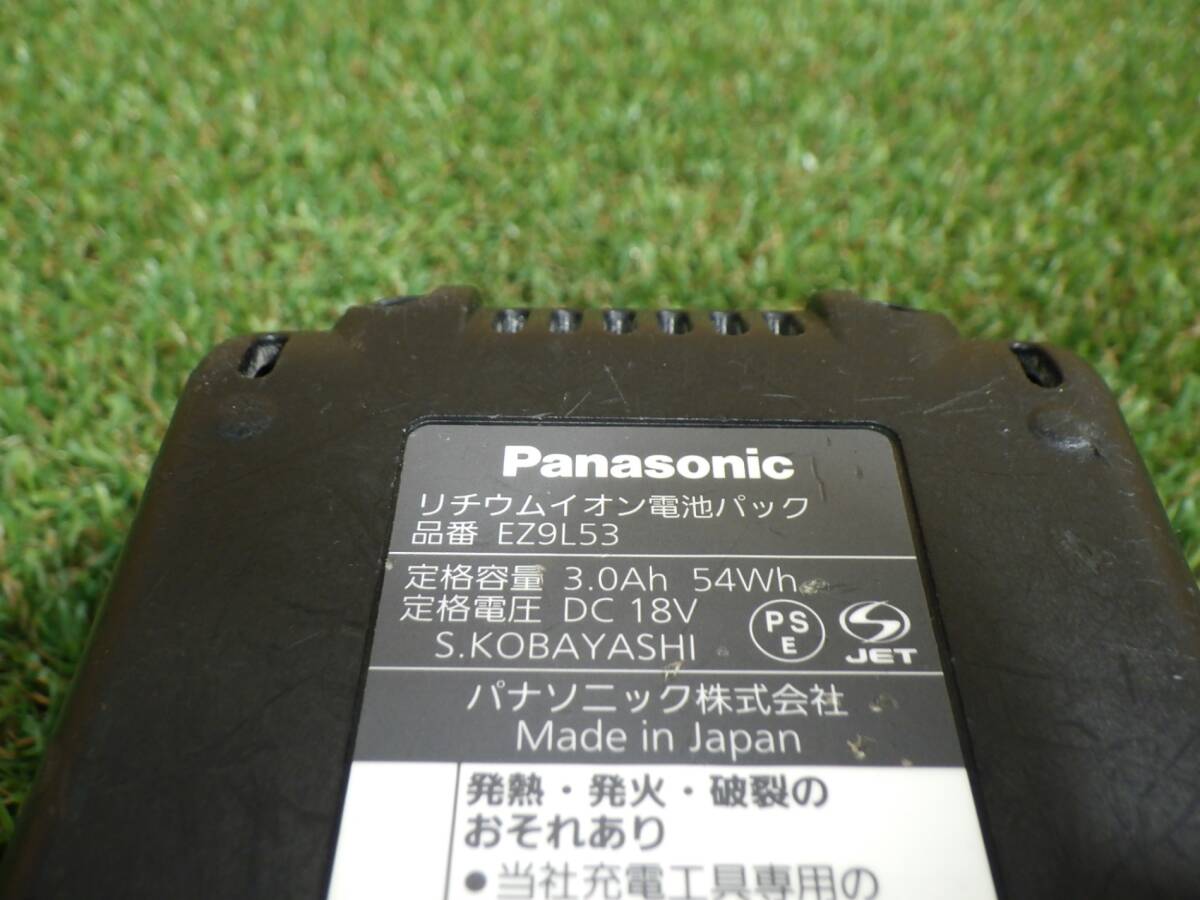 Panasonic
リチウムイオン電池パック
品番 EZ9L53
定格容量 3.0Ah 54Wh
定格電圧 DC 18V
S.KOBAYASHI
PS
E
JET
パナソニック株式会社
Made in Japan
発熱・発火・破裂の
おそれあり
●当社充電工具専用の